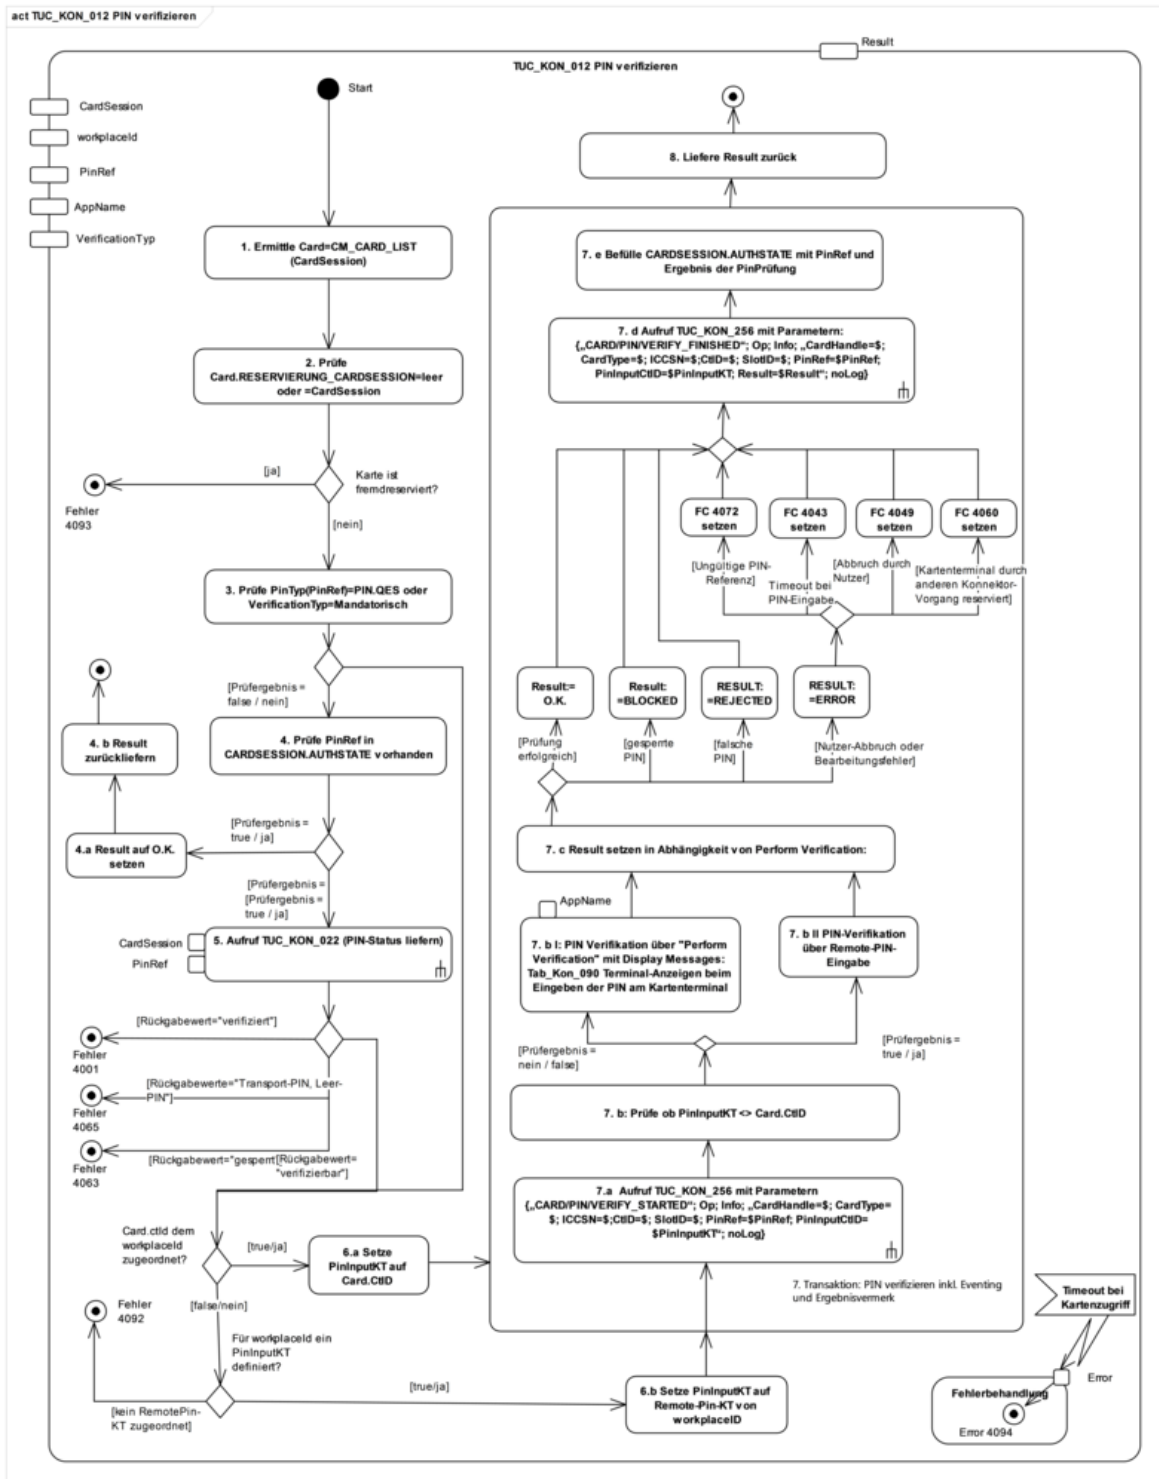 act TUC_KON_012 PIN verifizieren
Result
TUC_KON_012 PIN verifizieren
CardSession
workplaceId
PinRef
AppName
VerificationTyp
Start
1. Ermittle Card=CM_CARD_LIST
(CardSession)
2. Prüfe
Card.RESERVIERUNG_CARDSESSION=leer
oder =CardSession
[ja]
Karte ist
fremdreserviert?
Fehler
4093
[nein]
3. Prüfe PinTyp(PinRef)=PIN.QES oder
VerificationTyp=Mandatorisch
[Prüfergebnis =
false / nein]
4. Prüfe PinRef in
CARDSESSION.AUTHSTATE vorhanden
4. b Result
zurückliefern
[Prüfergebnis =
true / ja]
4.a Result auf O.K.
setzen
[Prüfergebnis =
[Prüfergebnis =
true / ja]
CardSession
PinRef
5. Aufruf TUC_KON_022 (PIN-Status liefern)
[Rückgabewert="verifiziert"]
Fehler
4001
[Rückgabewerte="Transport-PIN, Leer-
PIN"]
Fehler
4065
[Rückgabewert="gesperrt
[Rückgabewert=
"verifizierbar"]
Fehler
4063
Card.ctId dem
workplaceId
zugeordnet?
[true/ja]
6.a Setze
PinInputKT auf
Card.CtID
[false/nein]
Fehler
4092
Für workplaceId ein
PinInputKT
definiert?
[true/ja]
[kein RemotePin-
KT zugeordnet]
6.b Setze PinInputKT auf
Remote-Pin-KT von
workplaceID
8. Liefere Result zurück
7. e Befülle CARDSESSION.AUTHSTATE mit PinRef und
Ergebnis der PinPrüfung
7. d Aufruf TUC_KON_256 mit Parametern:
{„CARD/PIN/VERIFY_FINISHED“; Op; Info; „CardHandle=$;
CardType=$; ICCSN=$;CtID=$; SlotID=$; PinRef=$PinRef;
PinInputCtID=$PinInputKT; Result=$Result“; noLog}
FC 4072
setzen
FC 4043
setzen
FC 4049
setzen
FC 4060
setzen
[Ungültige PIN-
Referenz]
Timeout bei
PIN-Eingabe
[Abbruch durch
Nutzer]
[Kartenterminal durch
anderen Konnektor-
Vorgang reserviert]
Result:=
O.K.
Result:
=BLOCKED
RESULT:
=REJECTED
RESULT:
=ERROR
[Prüfung
erfolgreich]
[gesperrte
PIN]
[falsche
PIN]
[Nutzer-Abbruch oder
Bearbeitungsfehler]
7. c Result setzen in Abhängigkeit von Perform Verification:
AppName
7. b I: PIN Verifikation über "Perform
Verification" mit Display Messages:
Tab_Kon_090 Terminal-Anzeigen beim
Eingeben der PIN am Kartenterminal
7. b II PIN-Verifikation
über Remote-PIN-
Eingabe
[Prüfergebnis =
nein / false]
[Prüfergebnis =
true / ja]
7. b: Prüfe ob PinInputKT <> Card.CtID
7.a Aufruf TUC_KON_256 mit Parametern
{„CARD/PIN/VERIFY_STARTED“; Op; Info; „CardHandle=$; CardType=
$; ICCSN=$;CtID=$; SlotID=$; PinRef=$PinRef; PinInputCtID=
$PinInputKT“; noLog}
7. Transaktion: PIN verifizieren inkl. Eventing
und Ergebnisvermerk
Timeout bei
Kartenzugriff
Error
Fehlerbehandlung
Error 4094